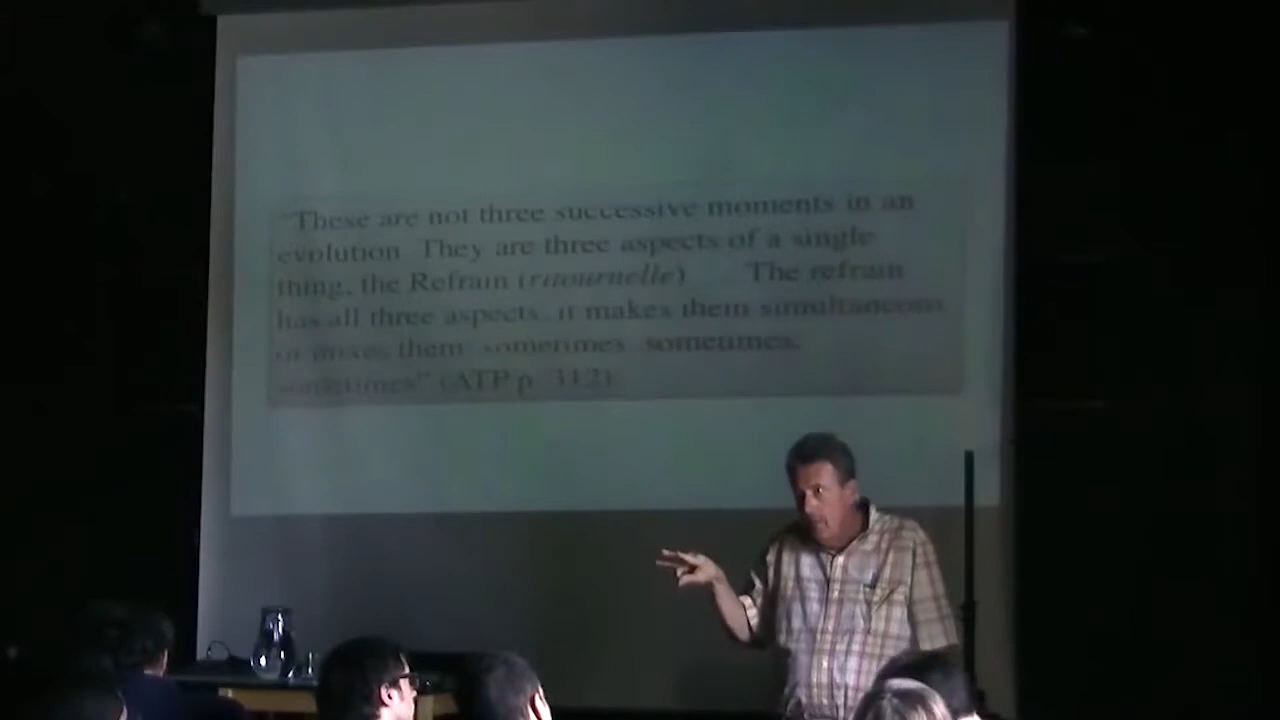 "These are not three successive moments in an
evolution. They are three aspects of a single
thing, the Refrain (ritournelle) The refrain
has all three aspects, it makes them simultaneous
or mixes them sometimes sometimes,
sometimes" (ATP p. 312)